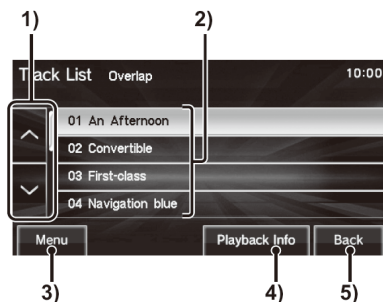 1) 2)
Track List Overlap 10:00
01 An Afternoon
02 Convertible
03 First-class
04 Navigation blue
Menu Playback Info Back
3) 4) 5)